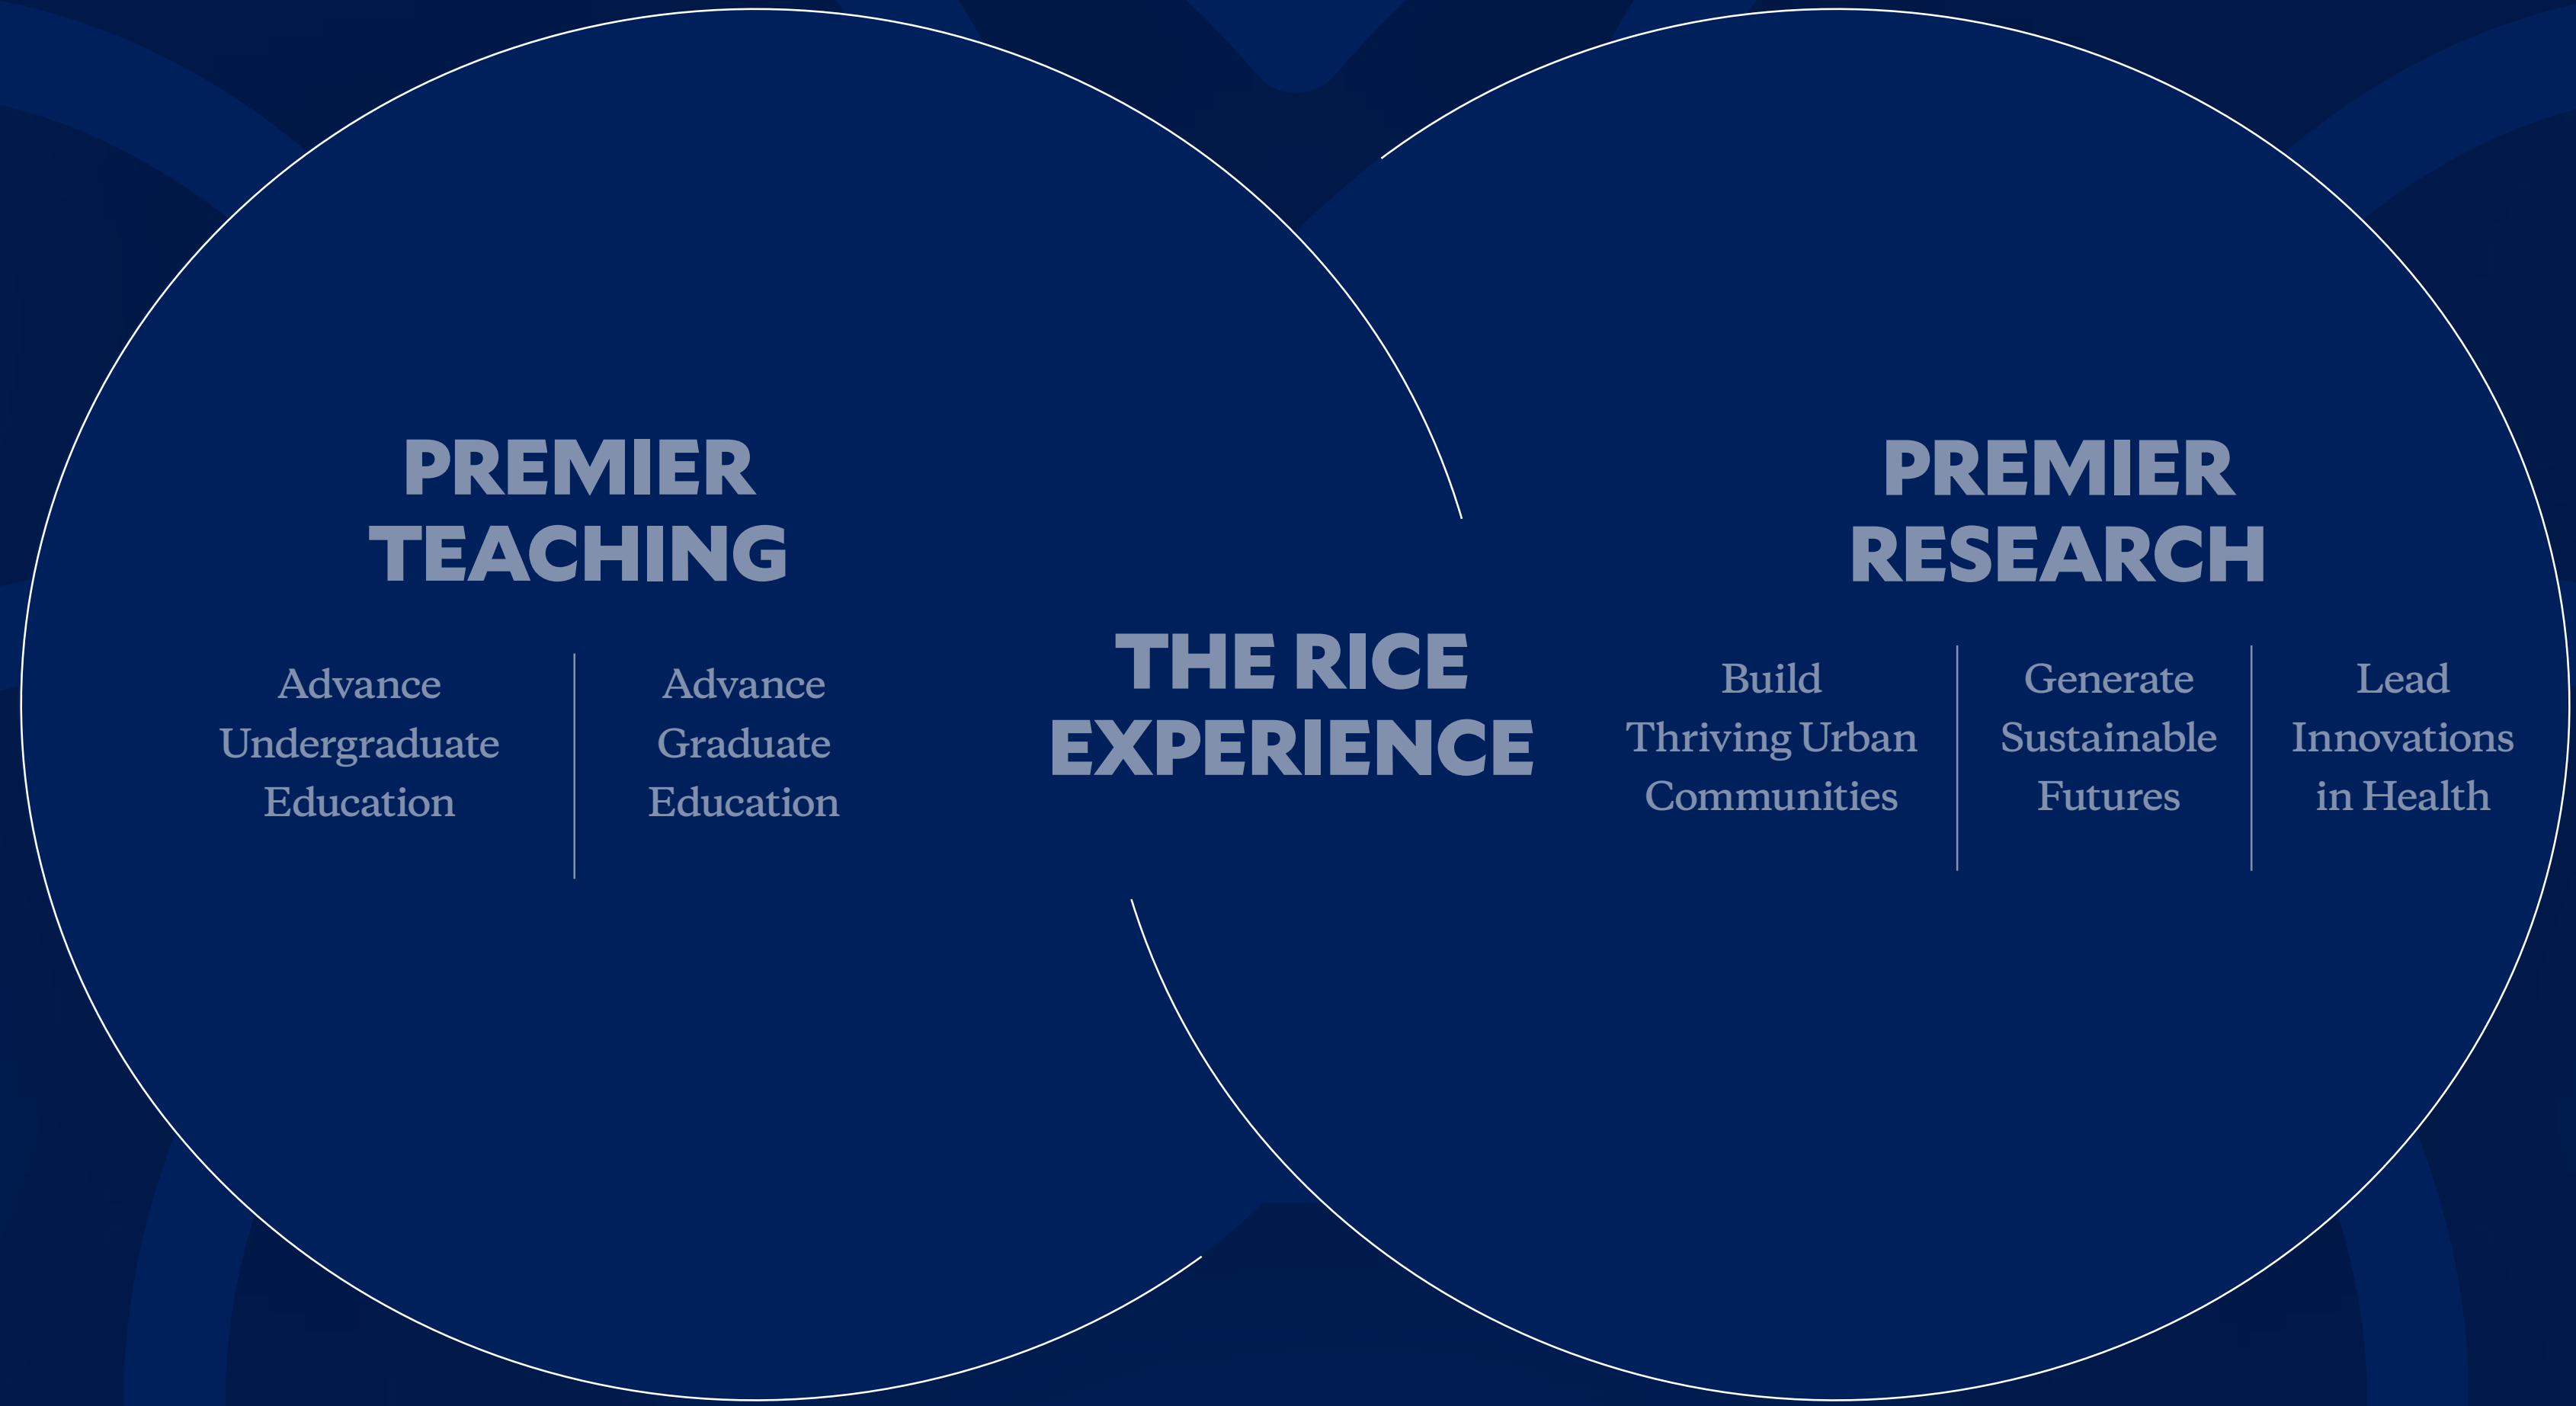 PREMIER
TEACHING
Advance
Undergraduate
Education
Advance
Graduate
Education
THE RICE
EXPERIENCE
PREMIER
RESEARCH
Build
Thriving Urban
Communities
Generate
Sustainable
Futures
Lead
Innovations
in Health